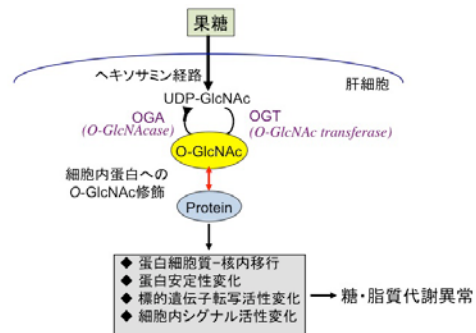 果糖
ヘキソサミン経路
肝細胞
UDP-GlcNAc
OGA
(O-GlcNAcase)
OGT
(O-GlcNAc transferase)
O-GlcNAc
細胞内蛋白への
O-GlcNAc修飾
Protein
◆ 蛋白細胞質−核内移行
◆ 蛋白安定性変化
◆ 標的遺伝子転写活性変化
◆ 細胞内シグナル活性変化
糖・脂質代謝異常